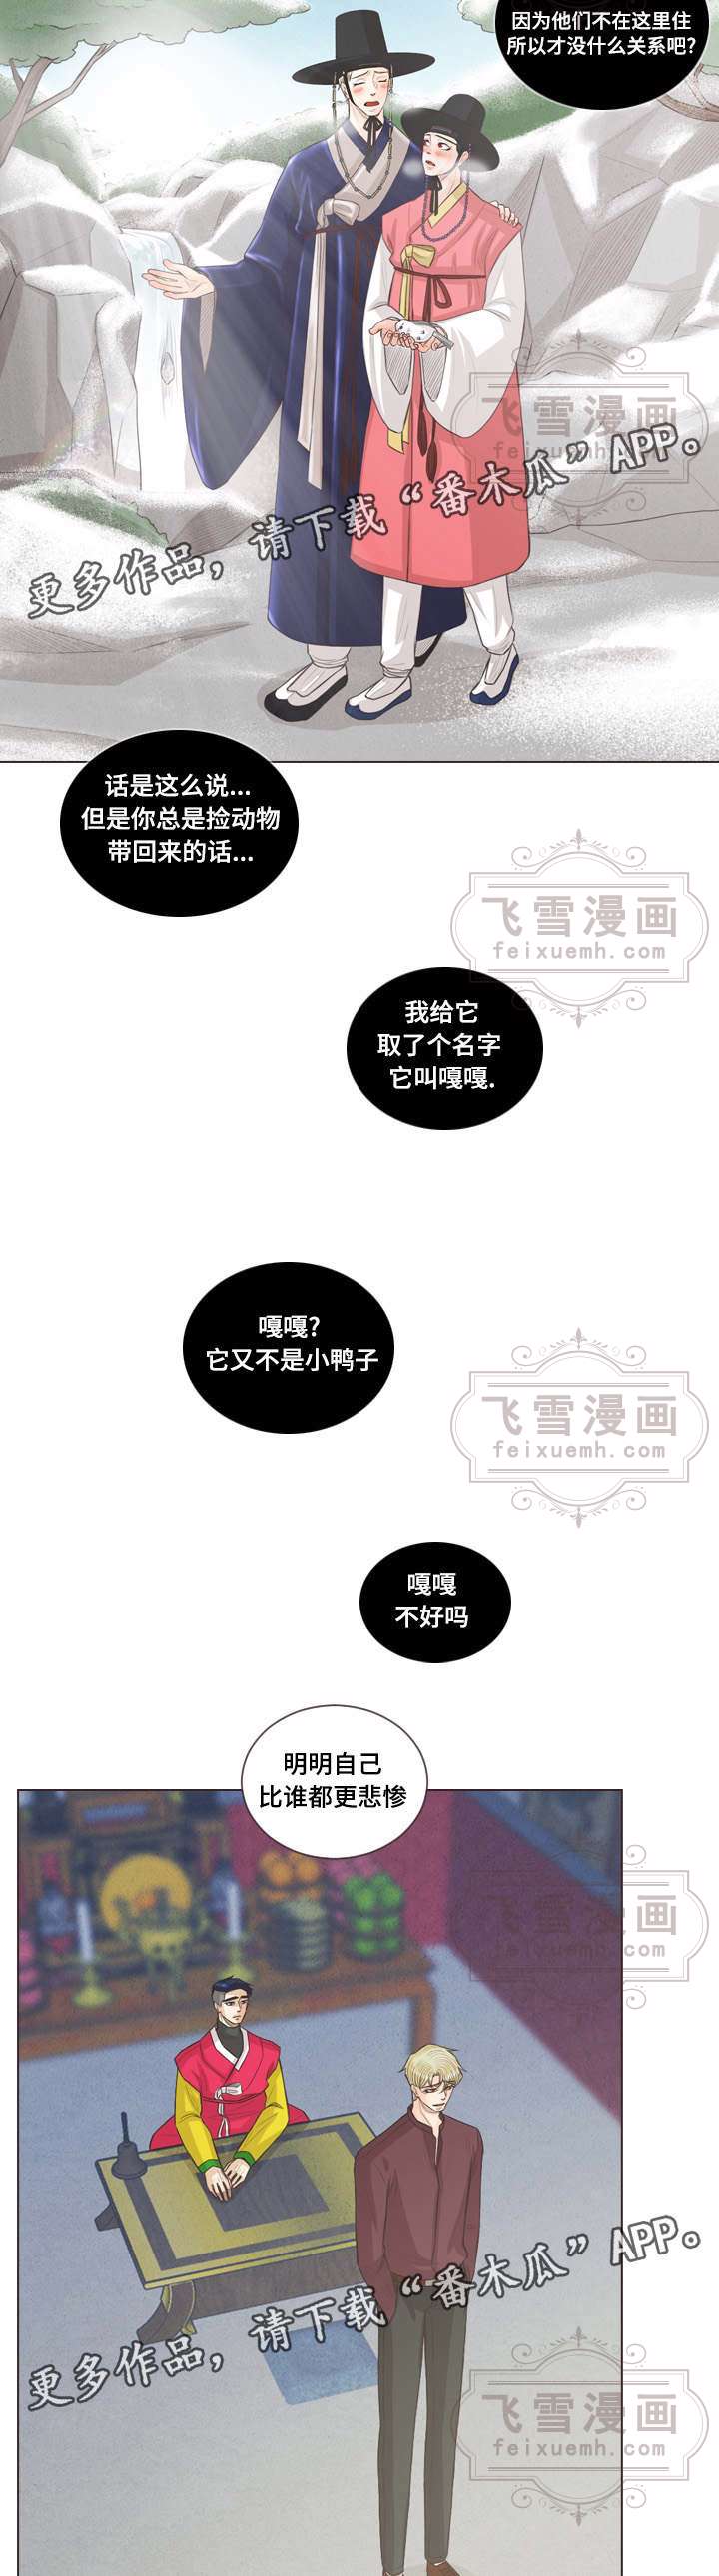 因为他们不在这里住
所以才没什么关系吧?
飞雪漫画
feixuemh.com
更多作品，请下载“番木瓜”APP。
话是这么说...
但是你总是捡动物
带回来的话...
飞雪漫画
feixuemh.com
我给它
取了个名字
它叫嘎嘎.
嘎嘎?
它又不是小鸭子
飞雪漫画
feixuemh.com
嘎嘎
不好吗
明明自己
比谁都更悲惨
飞雪漫画
feixuemh.com
更多作品，请下载“番木瓜”APP。
飞雪漫画
feixuemh.com